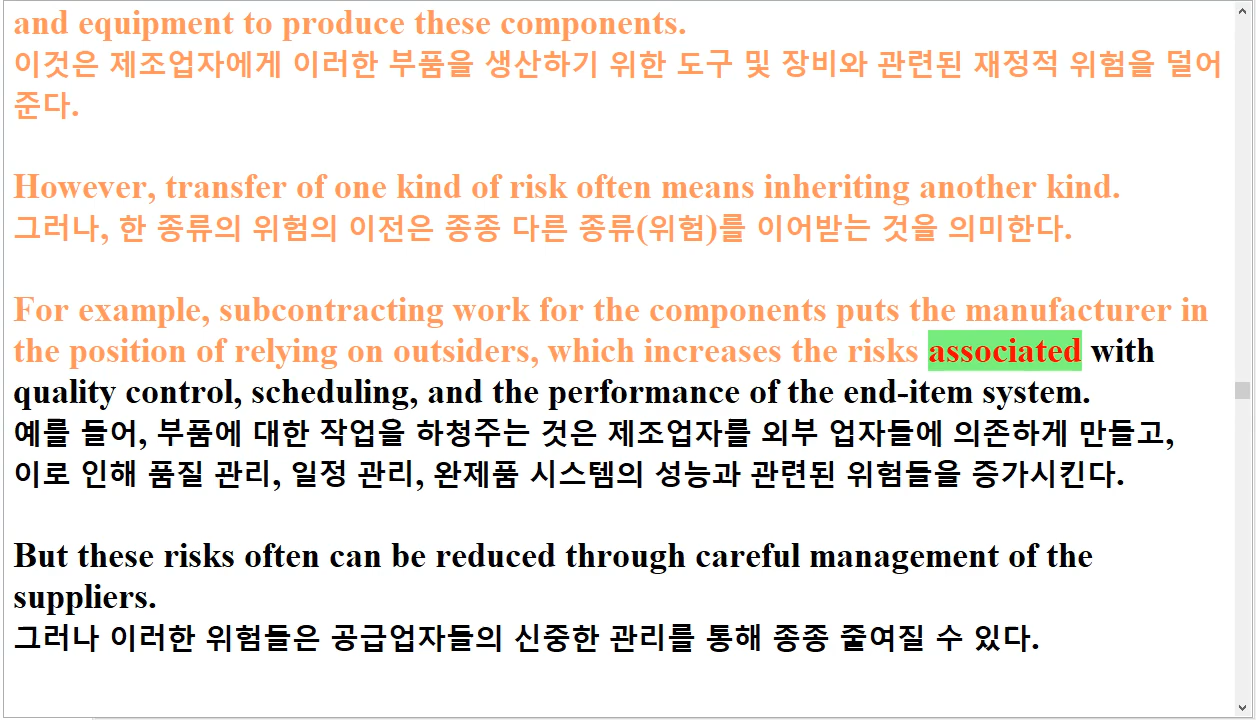 and equipment to produce these components.
이것은 제조업자에게 이러한 부품을 생산하기 위한 도구 및 장비와 관련된 재정적 위험을 덜어
준다.
However, transfer of one kind of risk often means inheriting another kind.
그러나, 한 종류의 위험의 이전은 종종 다른 종류(위험)를 이어받는 것을 의미한다.
For example, subcontracting work for the components puts the manufacturer in
the position of relying on outsiders, which increases the risks associated with
quality control, scheduling, and the performance of the end-item system.
예를 들어, 부품에 대한 작업을 하청주는 것은 제조업자를 외부 업자들에 의존하게 만들고,
이로 인해 품질 관리, 일정 관리, 완제품 시스템의 성능과 관련된 위험들을 증가시킨다.
But these risks often can be reduced through careful management of the
suppliers.
그러나 이러한 위험들은 공급업자들의 신중한 관리를 통해 종종 줄여질 수 있다.